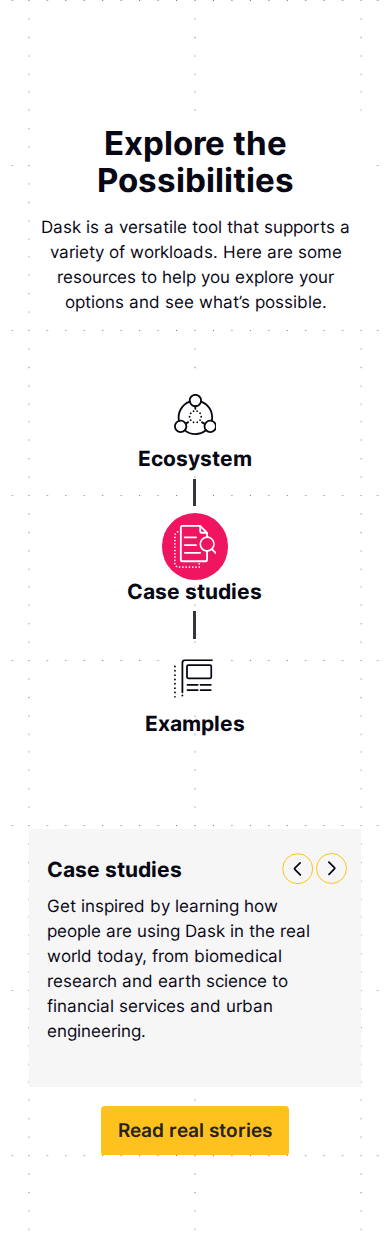 Explore the
Possibilities
Dask is a versatile tool that supports a
variety of workloads. Here are some
resources to help you explore your
options and see what’s possible.
Ecosystem
Case studies
Examples
Case studies
Get inspired by learning how
people are using Dask in the real
world today, from biomedical
research and earth science to
financial services and urban
engineering.
Read real stories